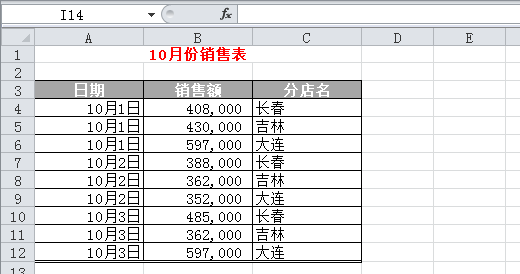 I14 fx
A B C D E
1 10月份销售表
2
3 日期 销售额 分店名
4 10月1日 408,000 长春
5 10月1日 430,000 吉林
6 10月1日 597,000 大连
7 10月2日 388,000 长春
8 10月2日 362,000 吉林
9 10月2日 352,000 大连
10 10月3日 485,000 长春
11 10月3日 362,000 吉林
12 10月3日 597,000 大连
13